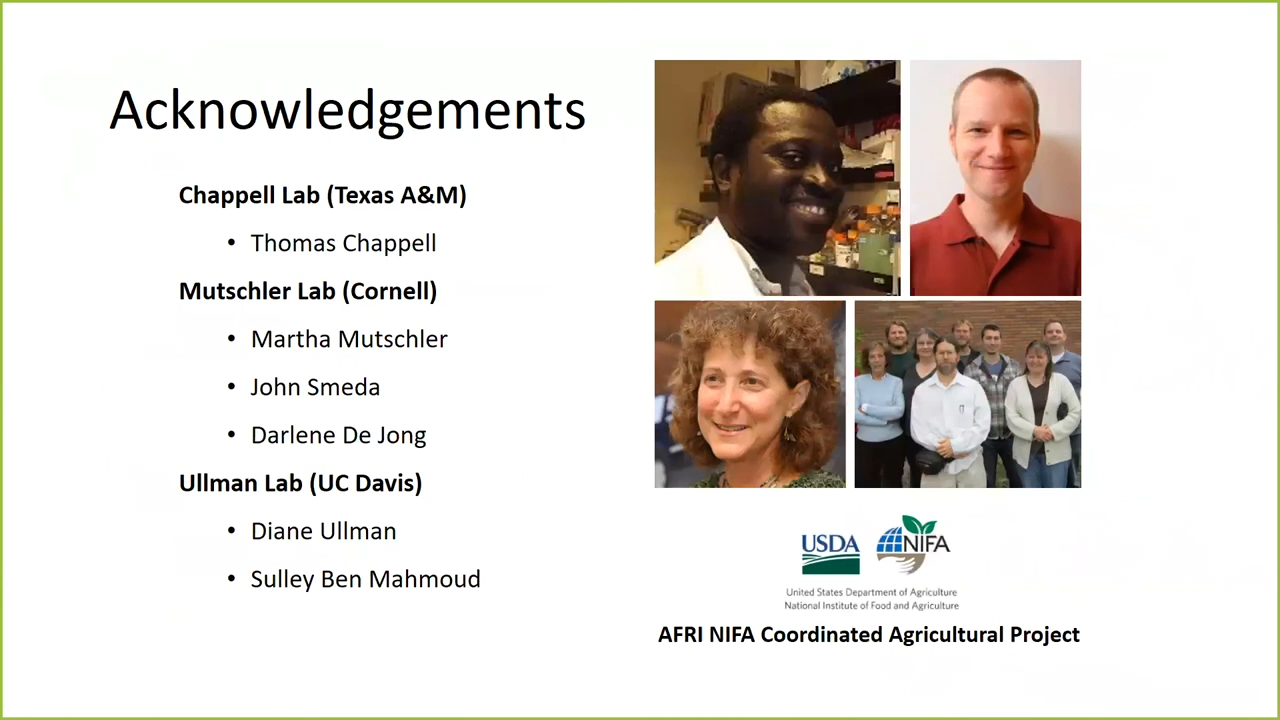 Acknowledgements
Chappell Lab (Texas A&M)
• Thomas Chappell
Mutschler Lab (Cornell)
• Martha Mutschler
• John Smeda
• Darlene De Jong
Ullman Lab (UC Davis)
• Diane Ullman
• Sulley Ben Mahmoud
USDA NIFA
United States Department of Agriculture
National Institute of Food and Agriculture
AFRI NIFA Coordinated Agricultural Project